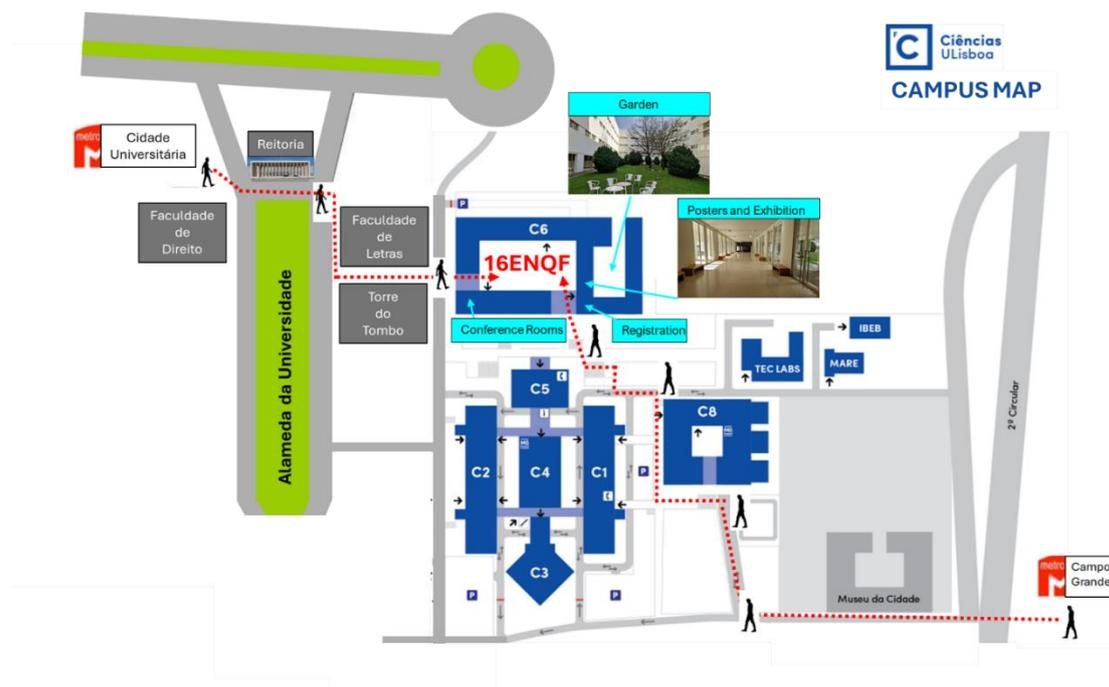 Ciências
ULisboa
CAMPUS MAP
Garden
metro
M
Cidade
Universitária
Reitoria
Posters and Exhibition
P
Faculdade
de
Direito
Faculdade
de
Letras
C6
16ENQF
Torre
do
Tombo
Conference Rooms
Registration
IBEB
TEC LABS
MARE
Alameda da Universidade
C5
2ª Circular
i
C8
C2
C4
C1
P
C3
P
P
Museu da Cidade
metro
M
Campo
Grande